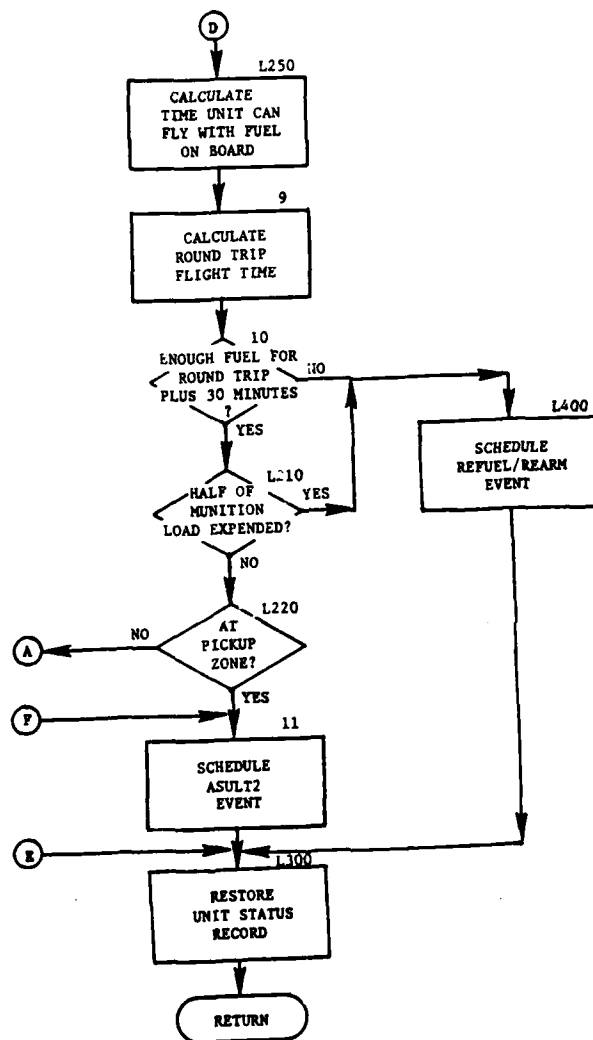 D
L250
CALCULATE
TIME UNIT CAN
FLY WITH FUEL
ON BOARD
9
CALCULATE
ROUND TRIP
FLIGHT TIME
10
ENOUGH FUEL FOR
ROUND TRIP
PLUS 30 MINUTES
?
NO
YES
L400
SCHEDULE
REFUEL/REARM
EVENT
L210
HALF OF
MUNITION
LOAD EXPENDED?
YES
NO
L220
AT
PICKUP
ZONE?
NO
A
YES
F
11
SCHEDULE
ASULT2
EVENT
E
L300
RESTORE
UNIT STATUS
RECORD
RETURN